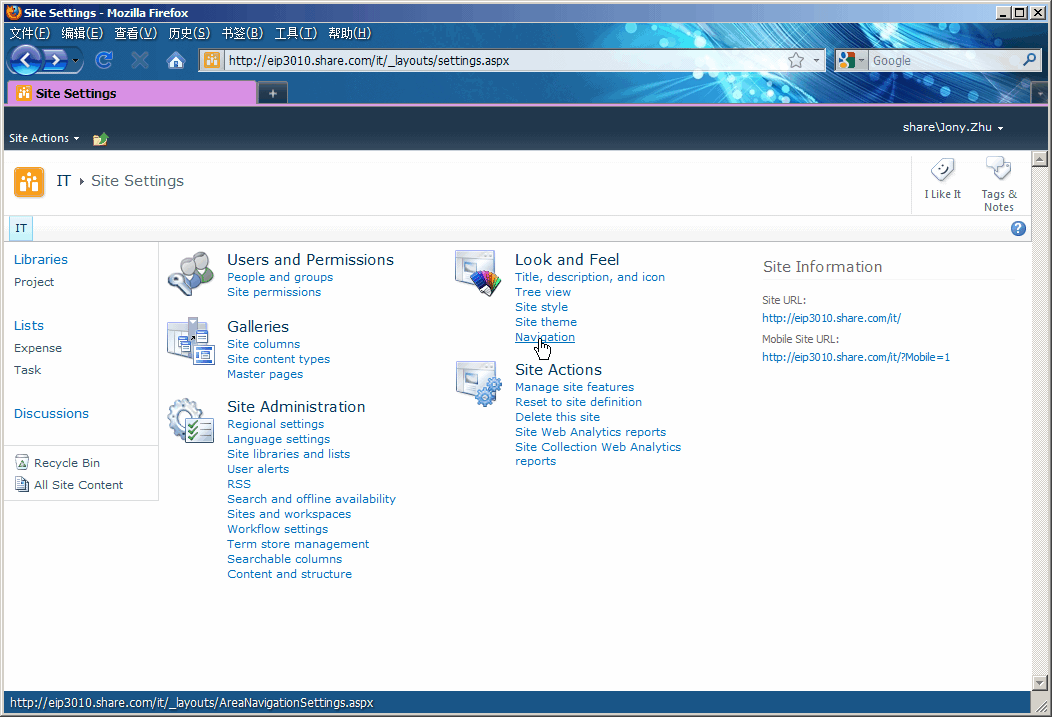 Site Settings - Mozilla Firefox
文件(F) 编辑(E) 查看(V) 历史(S) 书签(B) 工具(T) 帮助(H)
http://eip3010.share.com/it/_layouts/settings.aspx
Google
Site Settings
+
share\Jony.Zhu
Site Actions
IT
Site Settings
I Like It
Tags &
Notes
IT
?
Libraries
Project
Lists
Expense
Task
Discussions
Recycle Bin
All Site Content
Users and Permissions
People and groups
Site permissions
Galleries
Site columns
Site content types
Master pages
Site Administration
Regional settings
Language settings
Site libraries and lists
User alerts
RSS
Search and offline availability
Sites and workspaces
Workflow settings
Term store management
Searchable columns
Content and structure
Look and Feel
Title, description, and icon
Tree view
Site style
Site theme
Navigation
Site Actions
Manage site features
Reset to site definition
Delete this site
Site Web Analytics reports
Site Collection Web Analytics
reports
Site Information
Site URL:
http://eip3010.share.com/it/
Mobile Site URL:
http://eip3010.share.com/it/?Mobile=1
http://eip3010.share.com/it/_layouts/AreaNavigationSettings.aspx